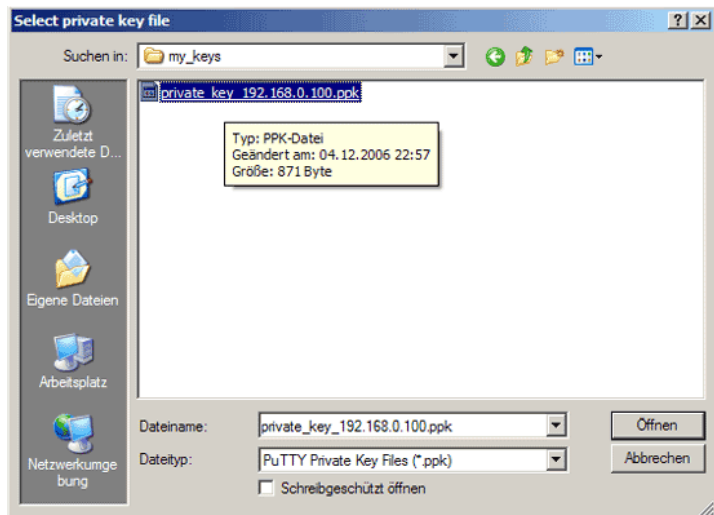 Select private key file
Suchen in:
my_keys
private_key_192.168.0.100.ppk
Typ: PPK-Datei
Geändert am: 04.12.2006 22:57
Größe: 871 Byte
Zuletzt
verwendete D...
Desktop
Eigene Dateien
Arbeitsplatz
Netzwerkumge
bung
Dateiname:
private_key_192.168.0.100.ppk
Öffnen
Dateityp:
PuTTY Private Key Files (*.ppk)
Abbrechen
Schreibgeschützt öffnen